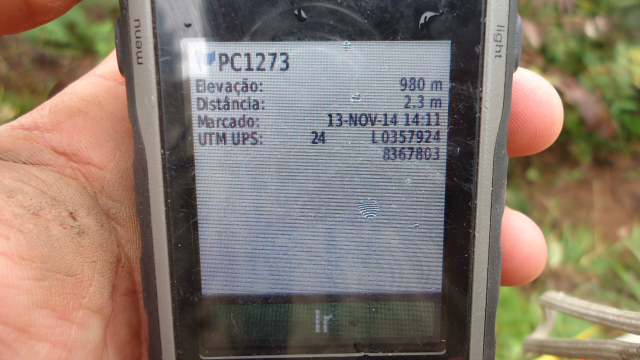 menu
light
PC1273
Elevação: 980 m
Distância: 2.3 m
Marcado: 13-NOV-14 14:11
UTM UPS: 24 L 0357924
8367803
Ir